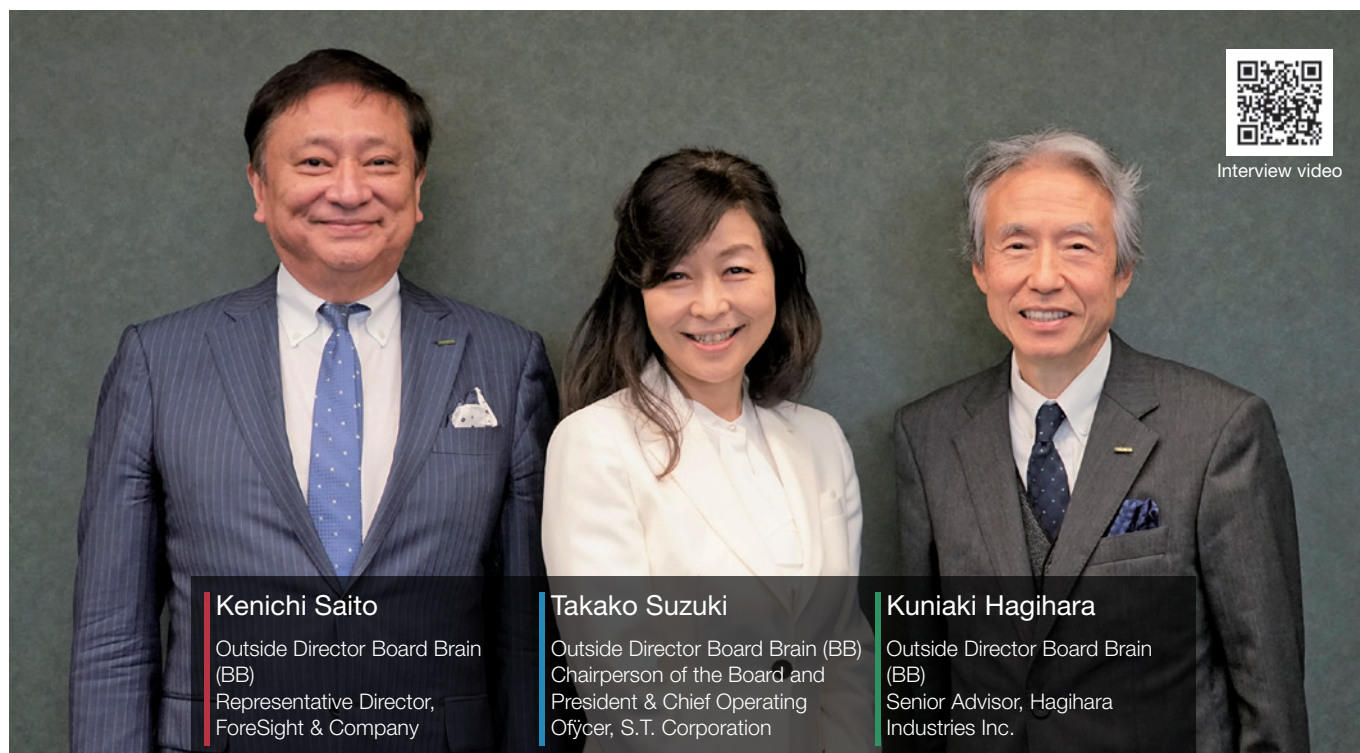 Interview video
Kenichi Saito
Outside Director Board Brain
(BB)
Representative Director,
ForeSight & Company
Takako Suzuki
Outside Director Board Brain (BB)
Chairperson of the Board and
President & Chief Operating
Ofÿcer, S.T. Corporation
Kuniaki Hagihara
Outside Director Board Brain
(BB)
Senior Advisor, Hagihara
Industries Inc.